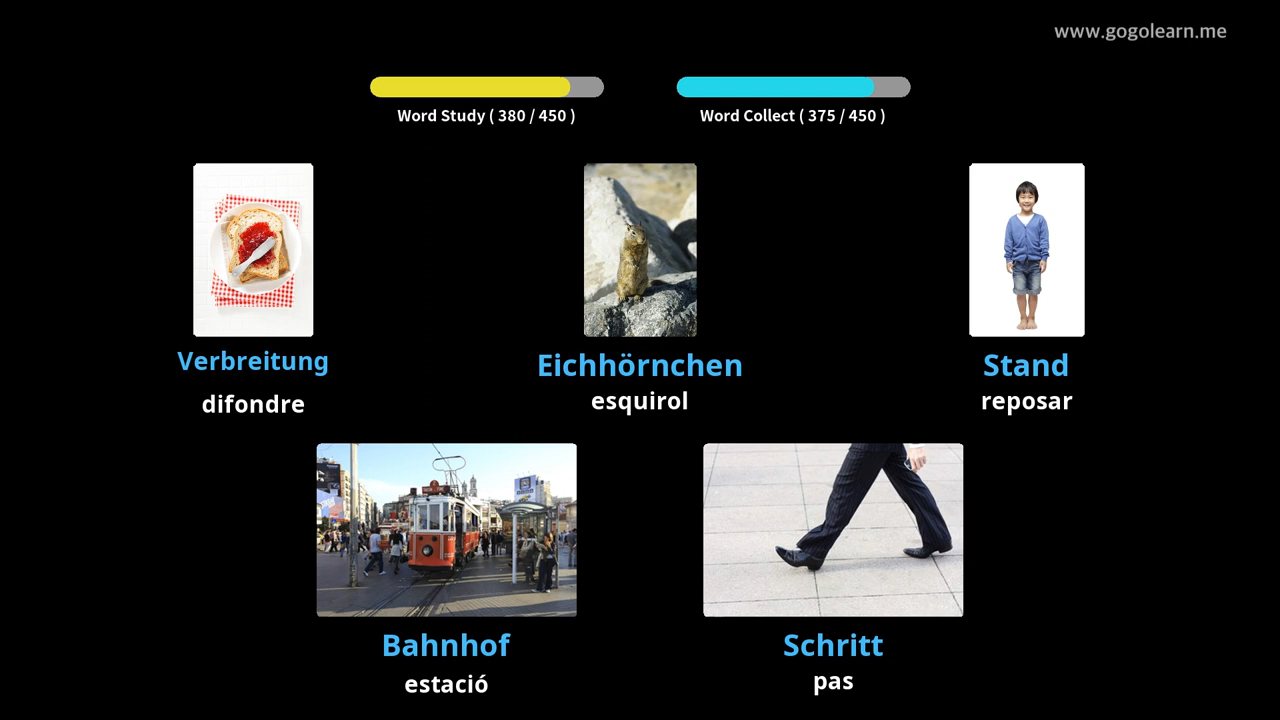 www.gogolearn.me
Word Study ( 380 / 450 )
Word Collect ( 375 / 450 )
Verbreitung
difondre
Eichhörnchen
esquirol
Stand
reposar
Bahnhof
estació
Schritt
pas